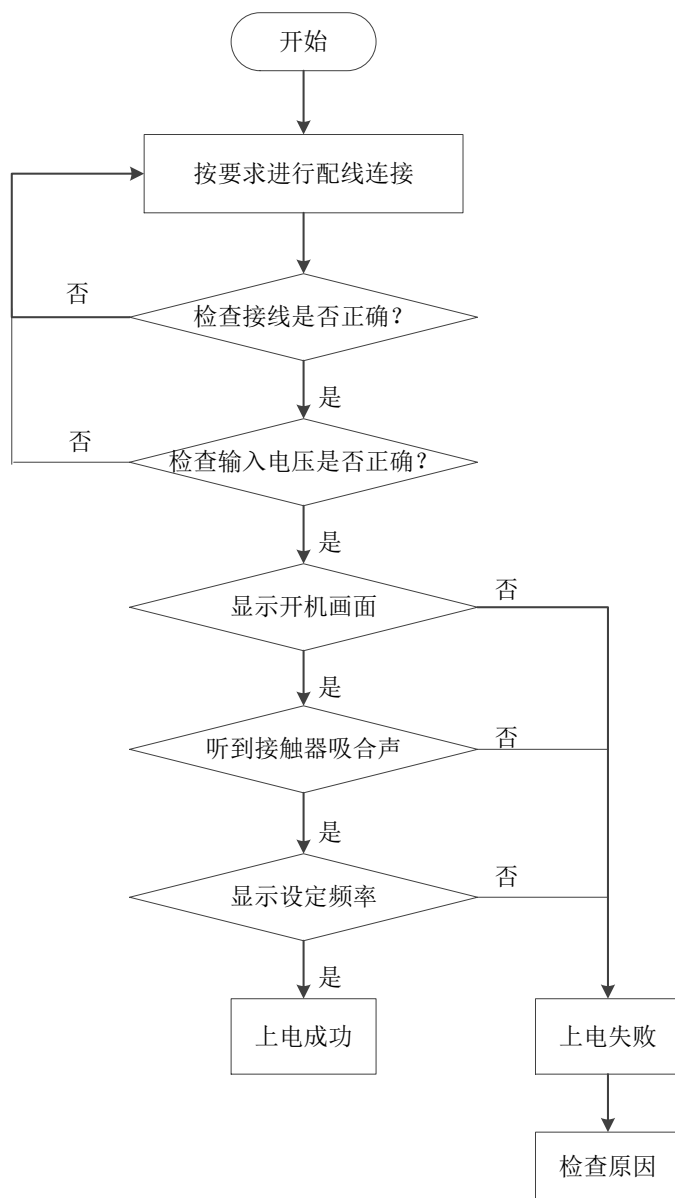 开始
按要求进行配线连接
否
检查接线是否正确？
是
否
检查输入电压是否正确？
是
显示开机画面
否
是
听到接触器吸合声
否
是
显示设定频率
否
是
上电成功
上电失败
检查原因